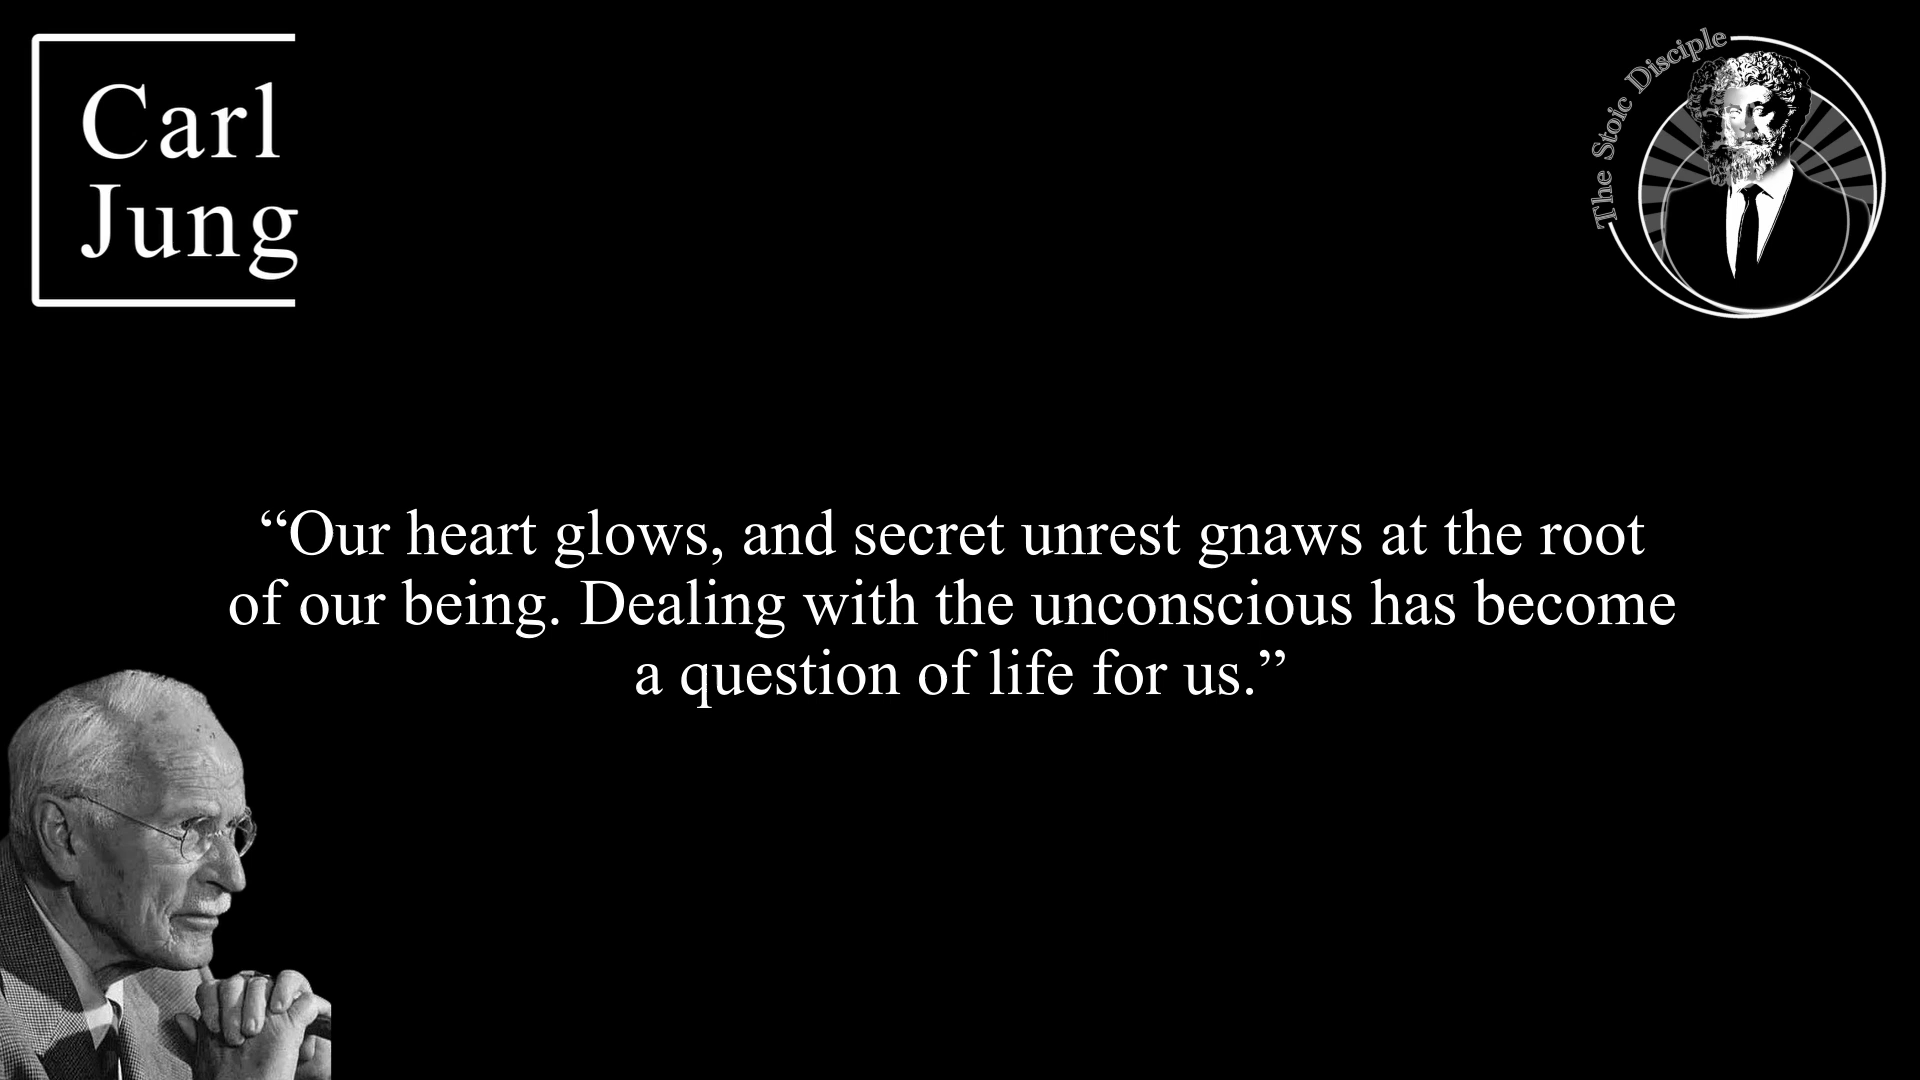 Carl
Jung
The Stoic Disciple
“Our heart glows, and secret unrest gnaws at the root
of our being. Dealing with the unconscious has become
a question of life for us.”